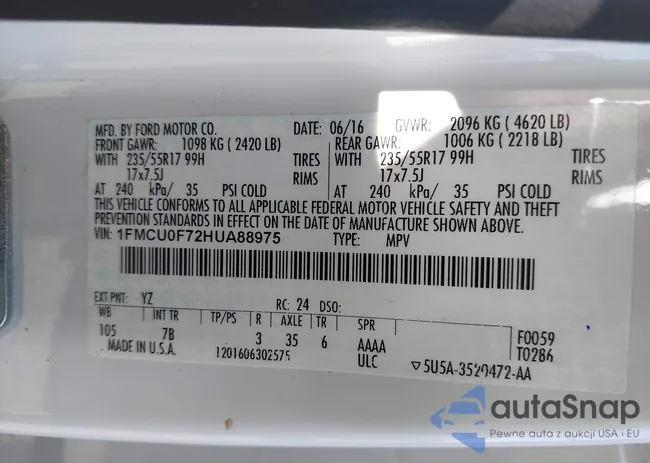 MFD. BY FORD MOTOR CO. DATE: 06/16 GVWR: 2096 KG ( 4620 LB)
FRONT GAWR: 1098 KG ( 2420 LB) REAR GAWR: 1006 KG ( 2218 LB)
WITH 235/55R17 99H TIRES WITH 235/55R17 99H TIRES
17x7.5J RIMS 17x7.5J RIMS
AT 240 kPa/ 35 PSI COLD AT 240 kPa/ 35 PSI COLD
THIS VEHICLE CONFORMS TO ALL APPLICABLE FEDERAL MOTOR VEHICLE SAFETY AND THEFT
PREVENTION STANDARDS IN EFFECT ON THE DATE OF MANUFACTURE SHOWN ABOVE.
VIN: 1FMCU0F72HUA88975 TYPE: MPV
EXT PNT: YZ RC: 24 DSO:
WB INT TR TP/PS R AXLE TR SPR
105 7B 3 35 6 AAAA F0059
MADE IN U.S.A. 1201606302575 ULC ▽5U5A-3520472-AA T0286
autaSnap
Pewne auta z aukcji USA i EU